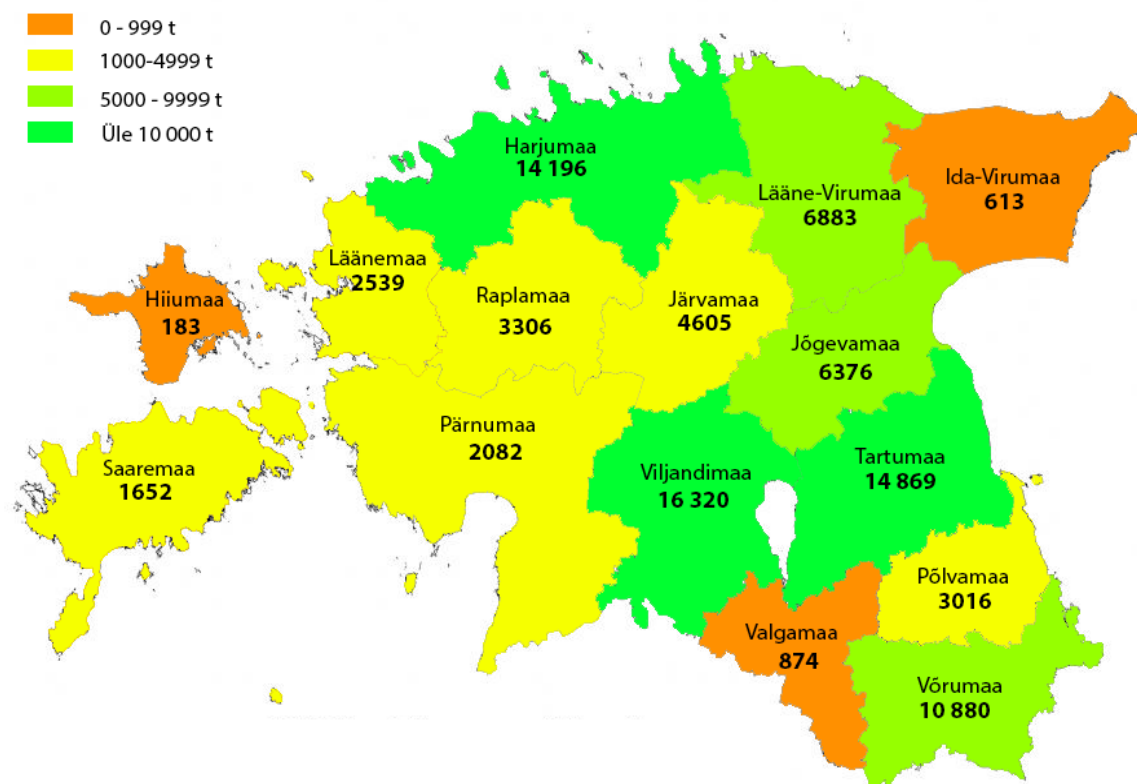 0 - 999 t
1000-4999 t
5000 - 9999 t
Üle 10 000 t
Harjumaa
14 196
Lääne-Virumaa
6883
Ida-Virumaa
613
Läänemaa
2539
Hiiumaa
183
Raplamaa
3306
Järvamaa
4605
Jõgevamaa
6376
Pärnumaa
2082
Saaremaa
1652
Viljandimaa
16 320
Tartumaa
14 869
Põlvamaa
3016
Valgamaa
874
Võrumaa
10 880